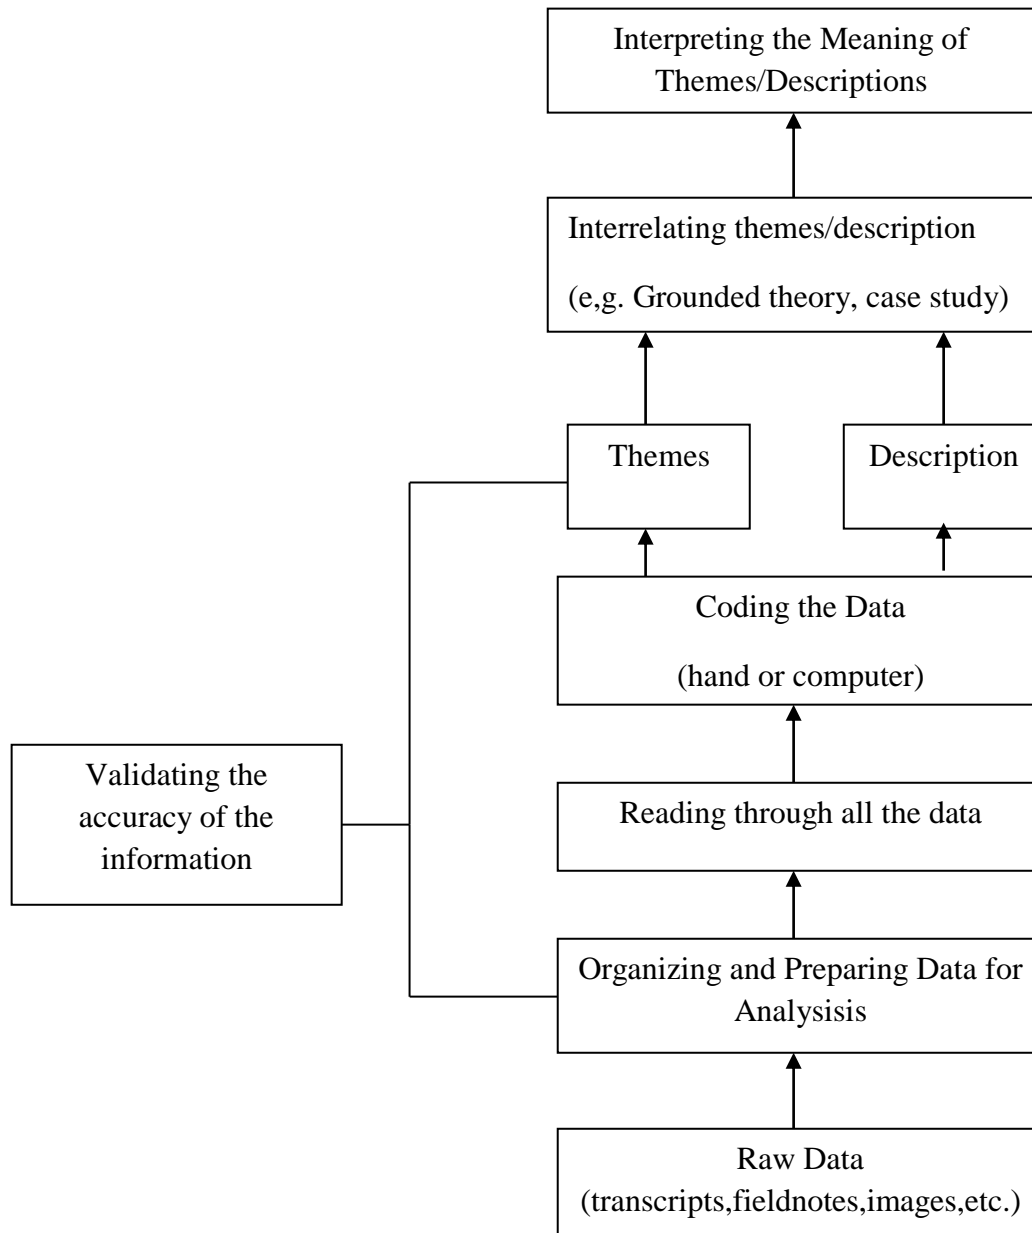 Interpreting the Meaning of
Themes/Descriptions
Interrelating themes/description
(e,g. Grounded theory, case study)
Themes
Description
Coding the Data
(hand or computer)
Validating the
accuracy of the
information
Reading through all the data
Organizing and Preparing Data for
Analysisis
Raw Data
(transcripts,fieldnotes,images,etc.)